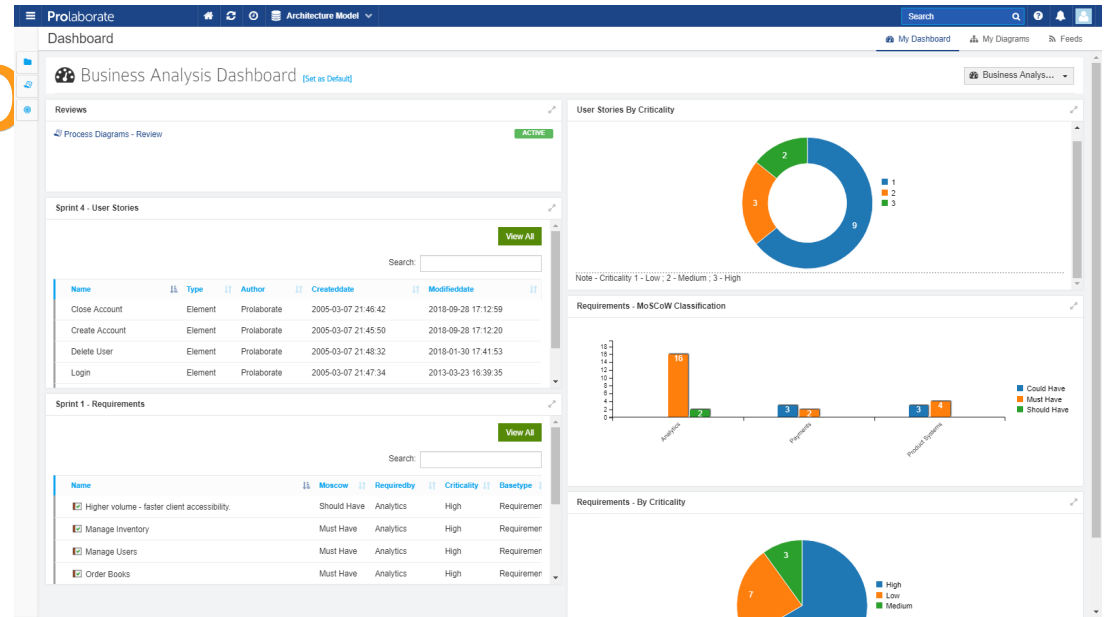 Prolaborate
Architecture Model
Search
Dashboard
My Dashboard
My Diagrams
Feeds
Business Analysis Dashboard [Set as Default]
Business Analys...
Reviews
Process Diagrams - Review
ACTIVE
Sprint 4 - User Stories
View All
Search:
Name Type Author Createddate Modifieddate
Close Account Element Prolaborate 2005-03-07 21:46:42 2018-09-28 17:12:59
Create Account Element Prolaborate 2005-03-07 21:45:50 2018-09-28 17:12:20
Delete User Element Prolaborate 2005-03-07 21:48:32 2018-01-30 17:41:53
Login Element Prolaborate 2005-03-07 21:47:34 2013-03-23 16:39:35
Sprint 1 - Requirements
View All
Search:
Name Moscow Requiredby Criticality Basetype
Higher volume - faster client accessibility. Should Have Analytics High Requiremen
Manage Inventory Must Have Analytics High Requiremen
Manage Users Must Have Analytics High Requiremen
Order Books Must Have Analytics High Requiremen
User Stories By Criticality
2
3
9
1
2
3
Note - Criticality 1 - Low ; 2 - Medium ; 3 - High
Requirements - MoSCoW Classification
18
16
14
12
10
8
6
4
2
0
16
2
3
2
3
4
Analytics
Payments
Product Systems
Could Have
Must Have
Should Have
Requirements - By Criticality
3
7
High
Low
Medium